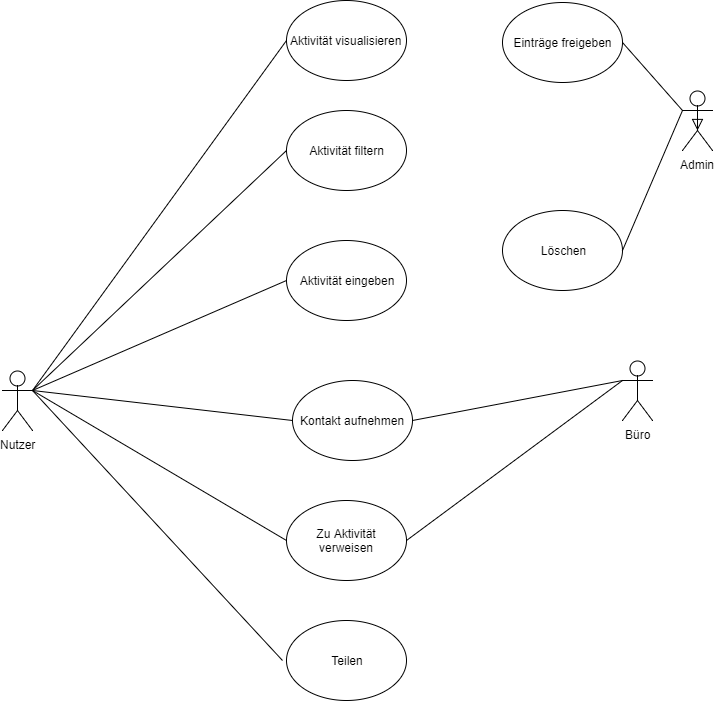 Aktivität visualisieren
Einträge freigeben
Aktivität filtern
Admin
Löschen
Aktivität eingeben
Kontakt aufnehmen
Nutzer
Büro
Zu Aktivität
verweisen
Teilen